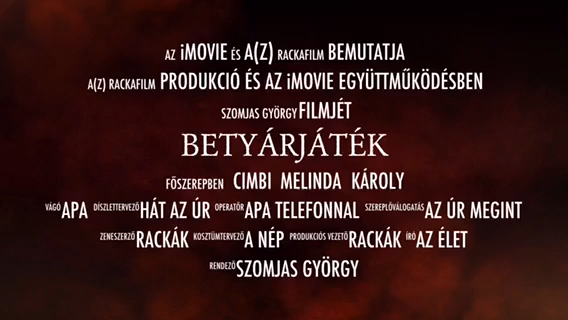 AZ iMOVIE ÉS A(Z) RACKAFILM BEMUTATJA
A(Z) RACKAFILM PRODUKCIÓ ÉS AZ iMOVIE EGYÜTTMŰKÖDÉSBEN
SZOMJAS GYÖRGY FILMJÉT
BETYÁRJÁTÉK
FŐSZEREPBEN CIMBI MELINDA KÁROLY
VÁGÓ APA DÍSZLETTERVEZŐ HÁT AZ ÚR OPERATŐR APA TELEFONNAL SZEREPLŐVÁLOGATÁS AZ ÚR MEGINT
ZENESZERZŐ RACKÁK KOSZTÜMTERVEZŐ A NÉP PRODUKCIÓS VEZETŐ RACKÁK ÍRÓ AZ ÉLET
RENDEZŐ SZOMJAS GYÖRGY